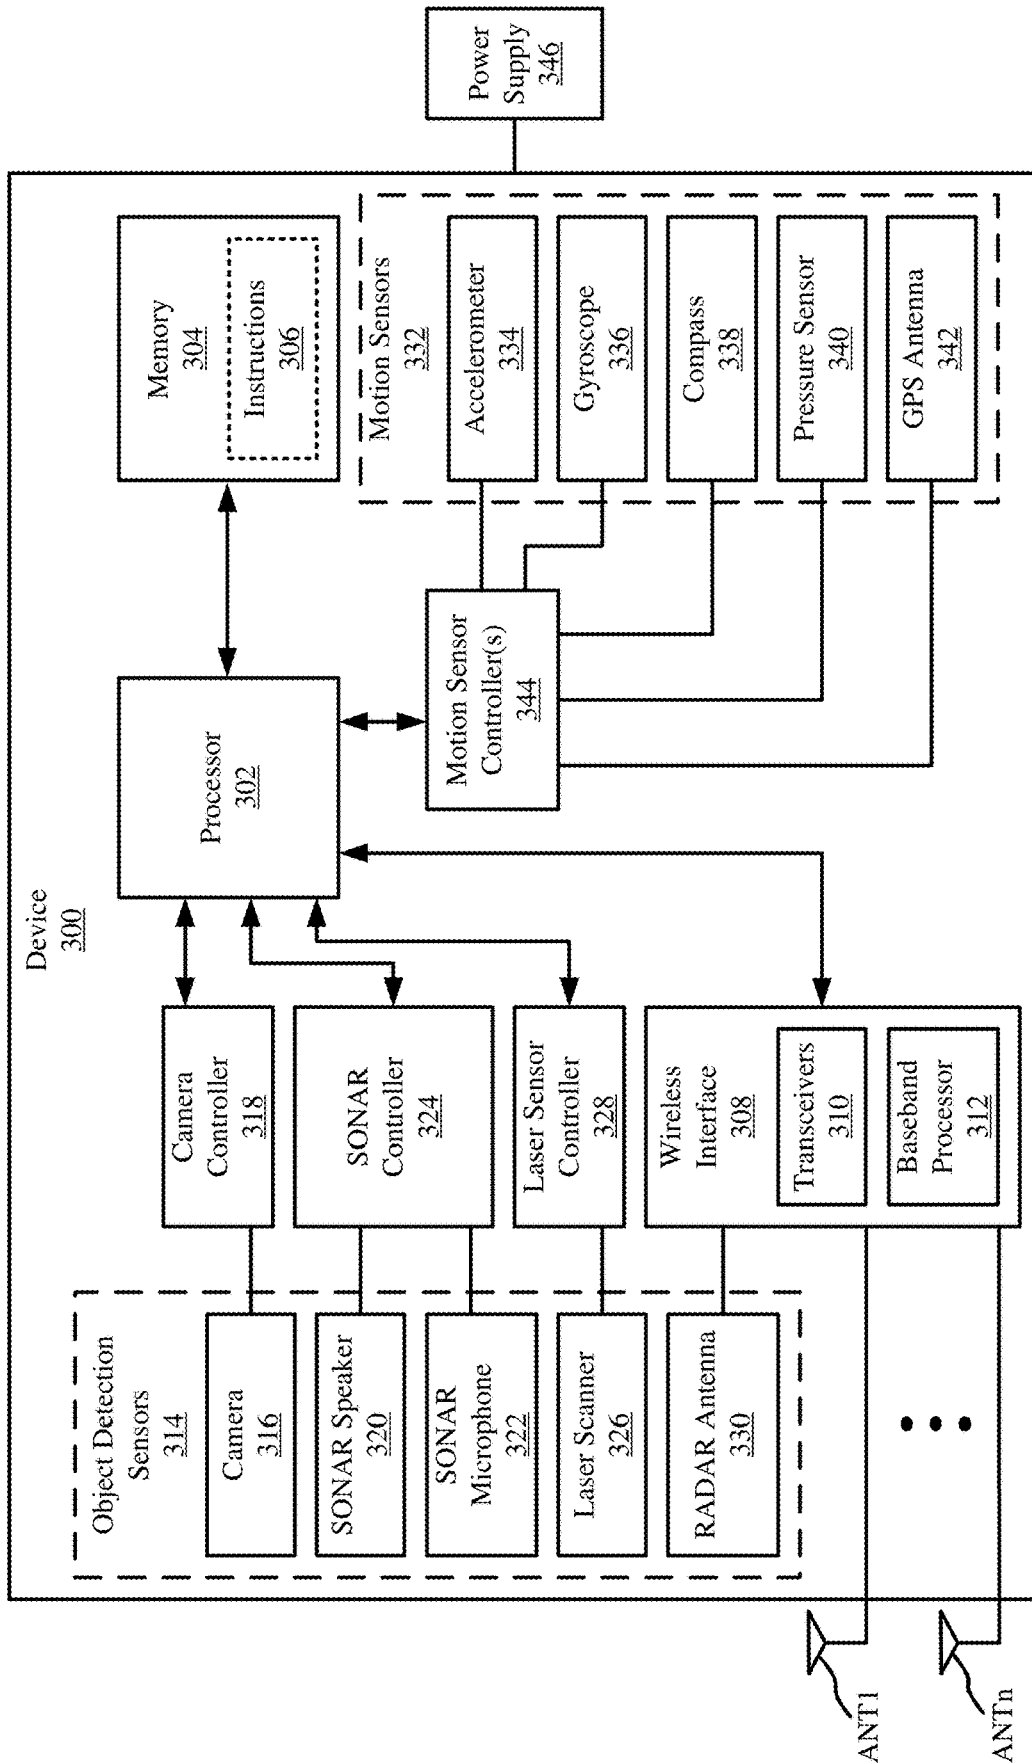 Device
300
Object Detection
Sensors
314
Camera
316
SONAR Speaker
320
SONAR
Microphone
322
Laser Scanner
326
RADAR Antenna
330
Camera
Controller
318
SONAR
Controller
324
Laser Sensor
Controller
328
Wireless
Interface
308
Transceivers
310
Baseband
Processor
312
Processor
302
Motion Sensor
Controller(s)
344
Memory
304
Instructions
306
Motion Sensors
332
Accelerometer
334
Gyroscope
336
Compass
338
Pressure Sensor
340
GPS Antenna
342
Power
Supply
346
ANT1
ANTn